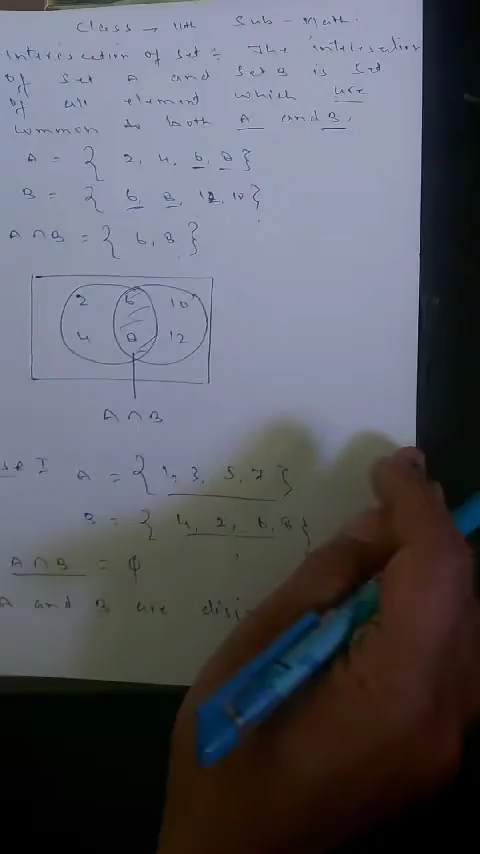 Class → 11th Sub - Math.
Intersection of set :- The intersection
of set A and set B is set
of all element which are
common to both A and B.
A = { 2, 4, 6, 8 }
B = { 6, 8, 12, 10 }
A ∩ B = { 6, 8 }
2 6 10
4 8 12
A ∩ B
se I A = { 1, 3, 5, 7 }
B = { 4, 2, 6, 8 }
A ∩ B = φ
A and B are disj